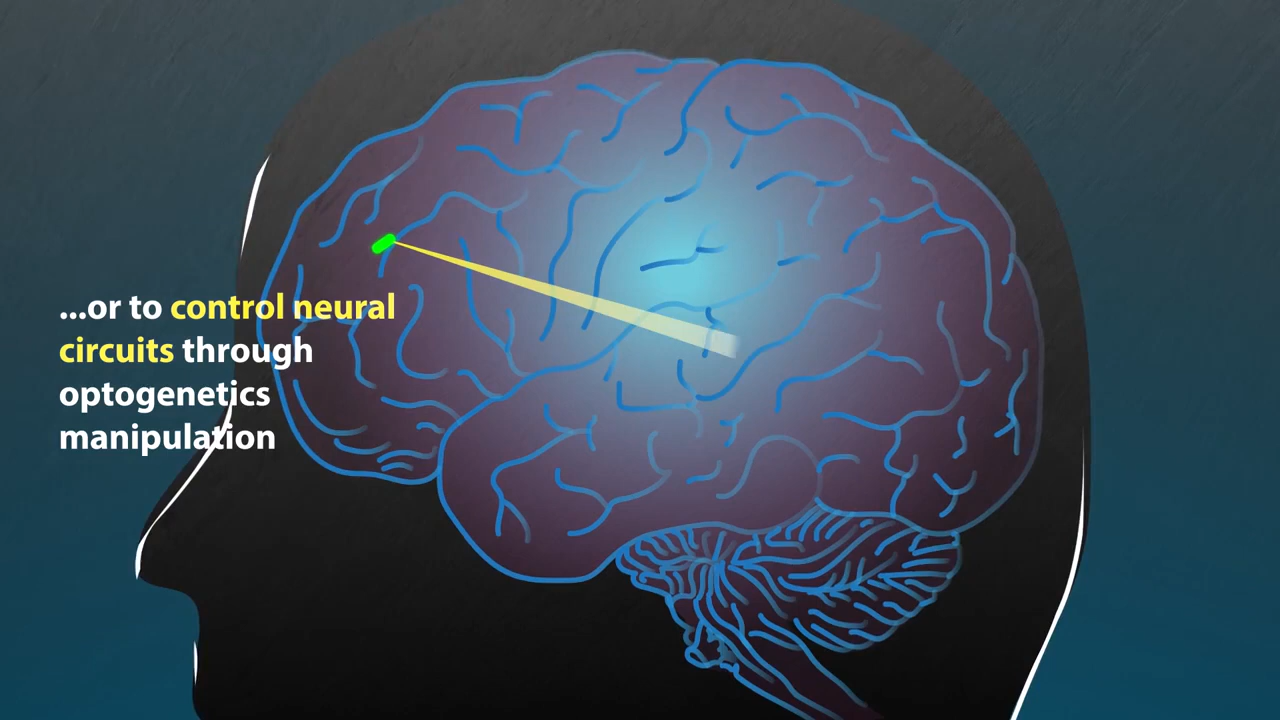 ...or to control neural
circuits through
optogenetics
manipulation